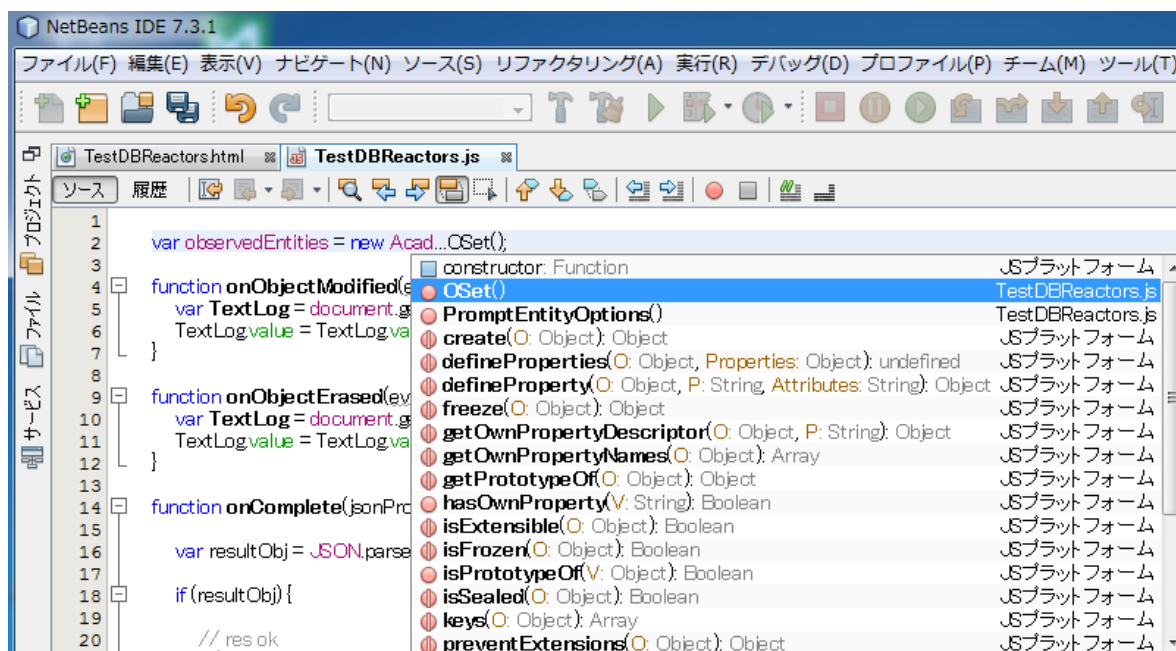 NetBeans IDE 7.3.1
ファイル(F) 編集(E) 表示(V) ナビゲート(N) ソース(S) リファクタリング(A) 実行(R) デバッグ(D) プロファイル(P) チーム(M) ツール(T)
TestDBReactors.html TestDBReactors.js
ソース 履歴
プロジェクト
ファイル
サービス
1
2 var observedEntities = new Acad...OSet();
3
4 function onObjectModified(e
5 var TextLog = document.ge
6 TextLog.value = TextLog.va
7 }
8
9 function onObjectErased(ev
10 var TextLog = document.ge
11 TextLog.value = TextLog.va
12 }
13
14 function onComplete(jsonPro
15
16 var resultObj = JSON.parse
17
18 if (resultObj) {
19
20 // res ok
constructor: Function JSプラットフォーム
OSet() TestDBReactors.js
PromptEntityOptions() TestDBReactors.js
create(O: Object): Object JSプラットフォーム
defineProperties(O: Object, Properties: Object): undefined JSプラットフォーム
defineProperty(O: Object, P: String, Attributes: String): Object JSプラットフォーム
freeze(O: Object): Object JSプラットフォーム
getOwnPropertyDescriptor(O: Object, P: String): Object JSプラットフォーム
getOwnPropertyNames(O: Object): Array JSプラットフォーム
getPrototypeOf(O: Object): Object JSプラットフォーム
hasOwnProperty(V: String): Boolean JSプラットフォーム
isExtensible(O: Object): Boolean JSプラットフォーム
isFrozen(O: Object): Boolean JSプラットフォーム
isPrototypeOf(V: Object): Boolean JSプラットフォーム
isSealed(O: Object): Boolean JSプラットフォーム
keys(O: Object): Array JSプラットフォーム
preventExtensions(O: Object): Object JSプラットフォーム